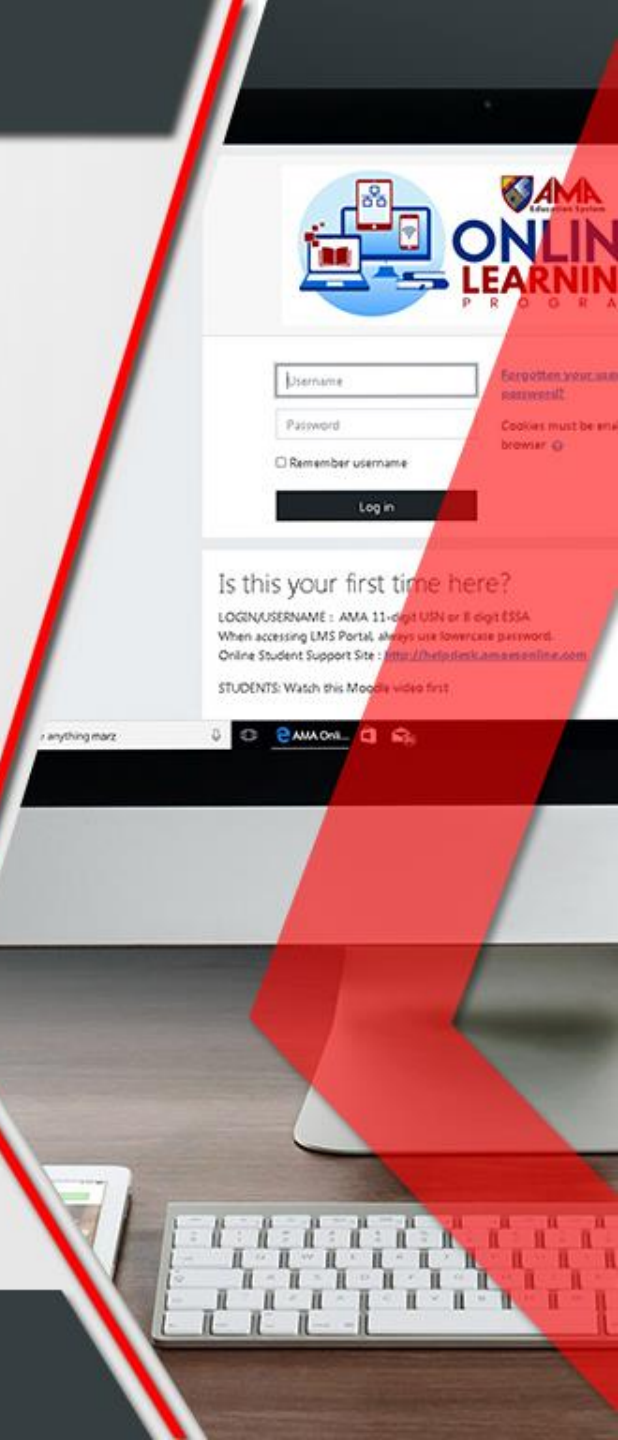 AMA
Education System
ONLIN
LEARNIN
P R O G R A
Username
Forgotten your user
password?
Password
Cookies must be enal
browser
Remember username
Log in
Is this your first time here?
LOGIN/USERNAME : AMA 11-digit USN or 8 digit ESSA
When accessing LMS Portal, always use lowercase password.
Online Student Support Site : http://helpdesk.amaesonline.com
STUDENTS: Watch this Moodle video first
anything marz
AMA Onli...